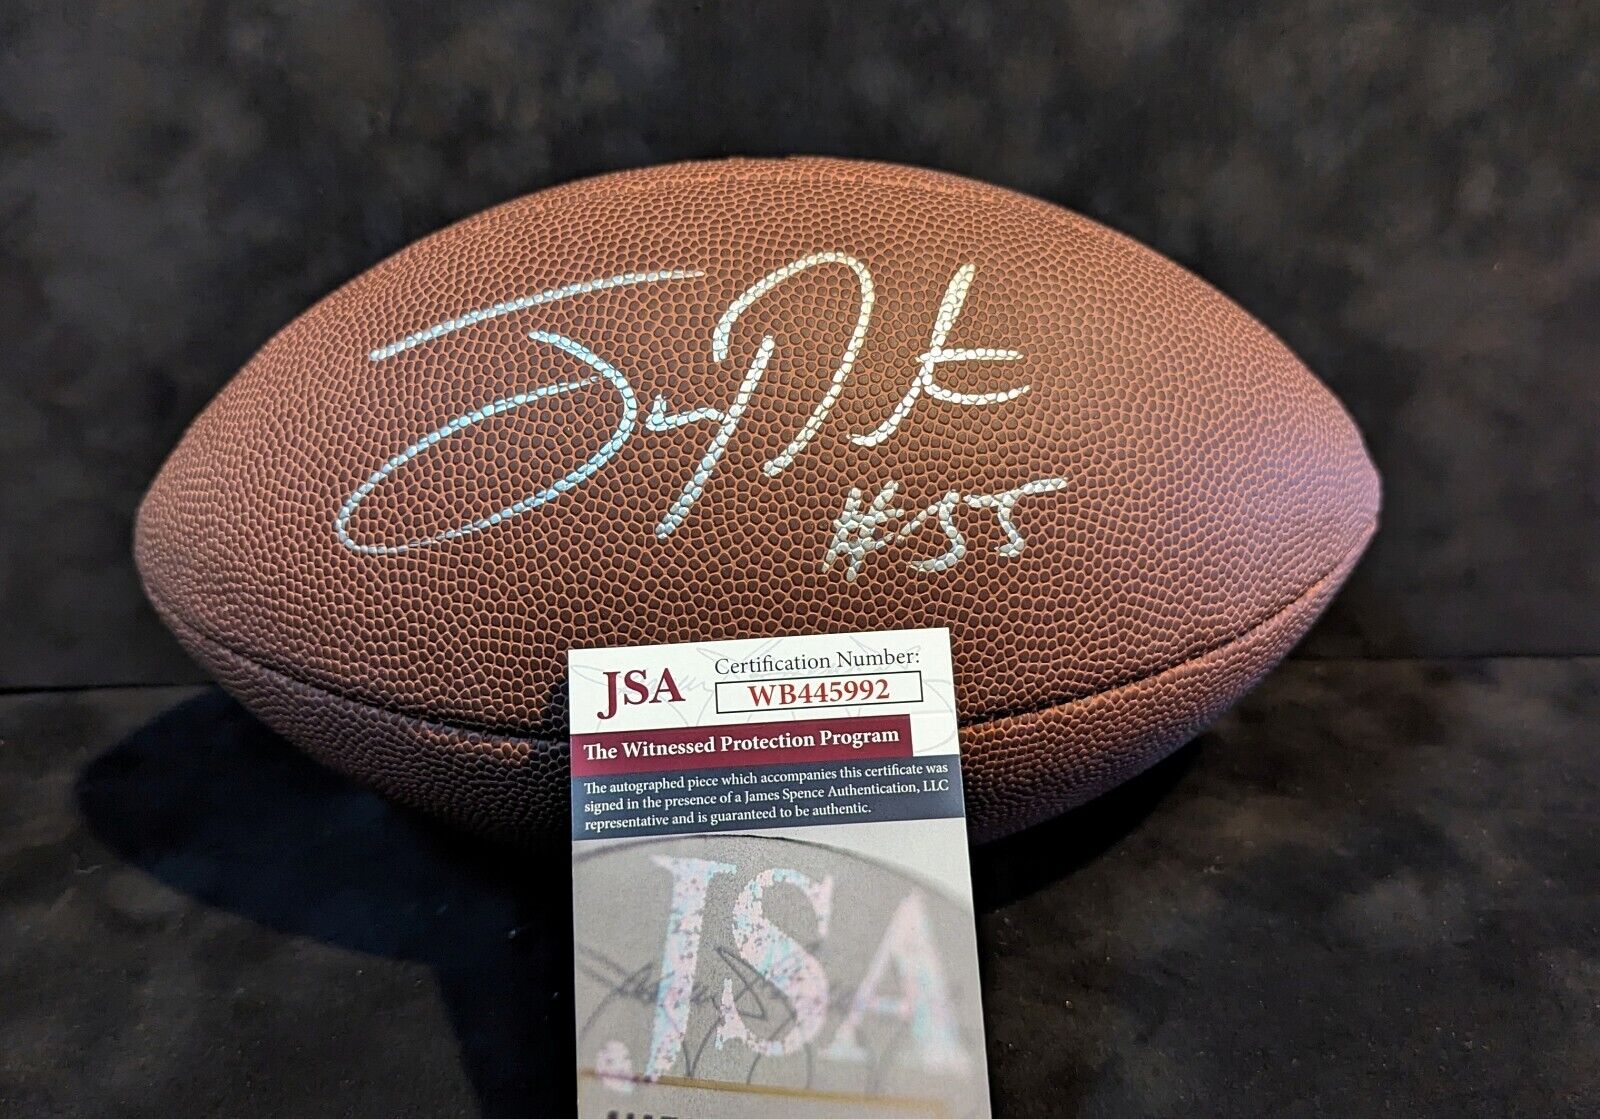 #55
JSA
Certification Number:
WB445992
The Witnessed Protection Program
The autographed piece which accompanies this certificate was
signed in the presence of a James Spence Authentication, LLC
representative and is guaranteed to be authentic.
JSA